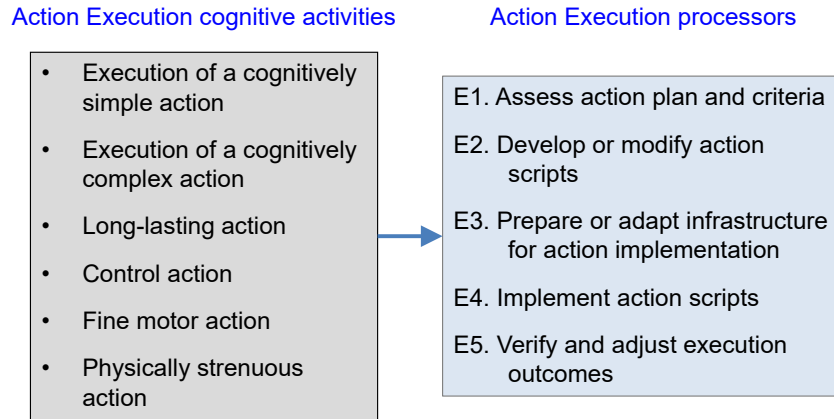 Action Execution cognitive activities
Action Execution processors
• Execution of a cognitively
simple action
• Execution of a cognitively
complex action
• Long-lasting action
• Control action
• Fine motor action
• Physically strenuous
action
E1. Assess action plan and criteria
E2. Develop or modify action
scripts
E3. Prepare or adapt infrastructure
for action implementation
E4. Implement action scripts
E5. Verify and adjust execution
outcomes